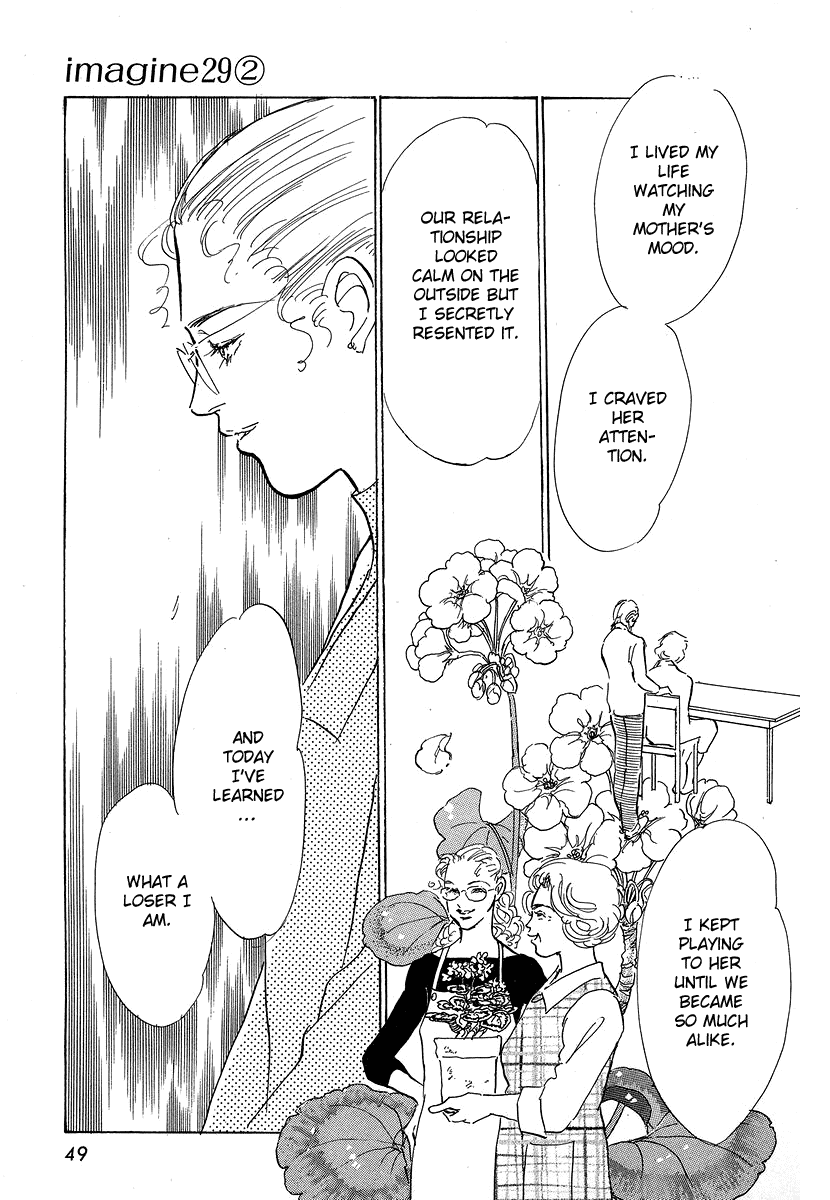 imagine29②
I LIVED MY
LIFE
WATCHING
MY
MOTHER'S
MOOD.
I CRAVED
HER
ATTEN-
TION.
OUR RELA-
TIONSHIP
LOOKED
CALM ON THE
OUTSIDE BUT
I SECRETLY
RESENTED IT.
I KEPT
PLAYING
TO HER
UNTIL WE
BECAME
SO MUCH
ALIKE.
AND
TODAY
I'VE
LEARNED
...
WHAT A
LOSER I
AM.
49